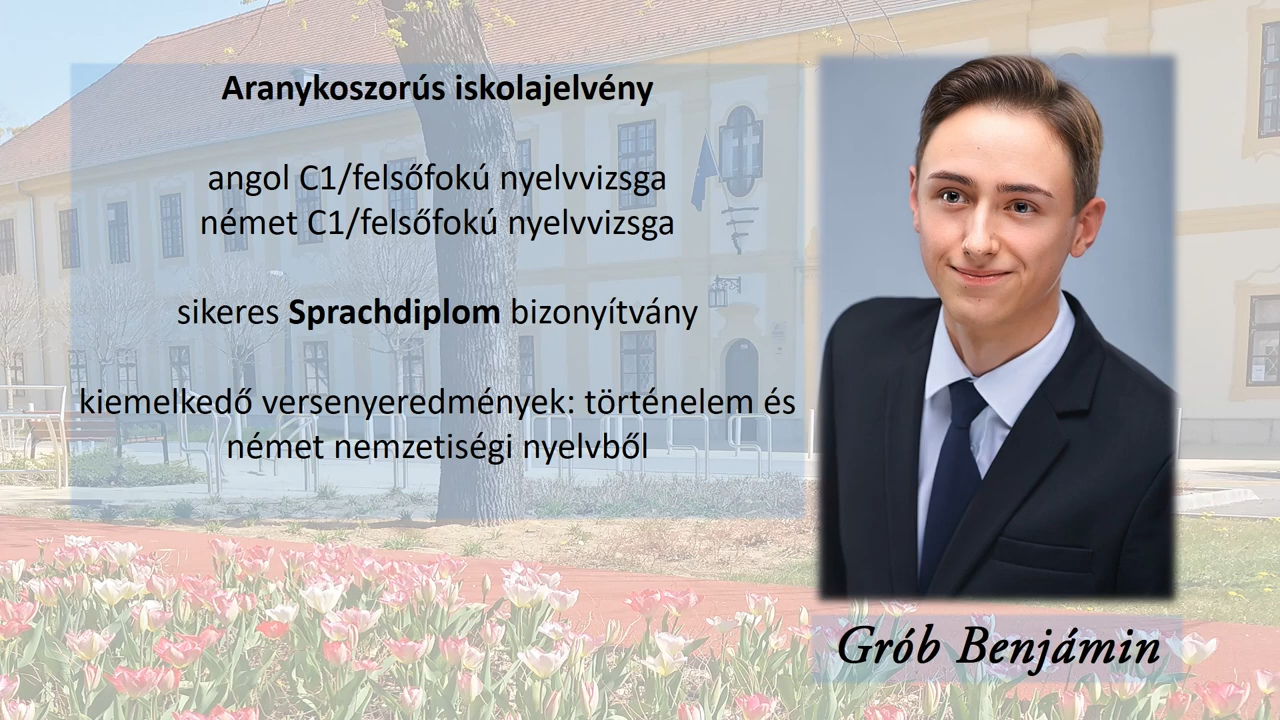 Aranykoszorús iskolajelvény
angol C1/felsőfokú nyelvvizsga
német C1/felsőfokú nyelvvizsga
sikeres Sprachdiplom bizonyítvány
kiemelkedő versenyeredmények: történelem és
német nemzetiségi nyelvből
Grób Benjámin